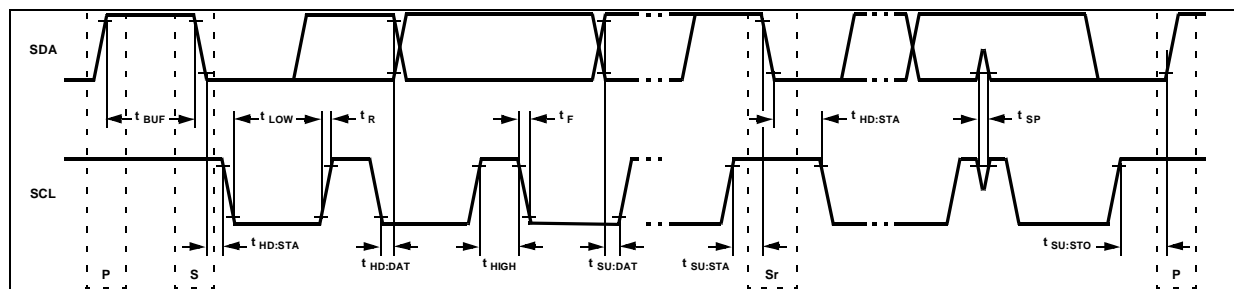 SDA
t BUF
t LOW
t R
t F
t HD:STA
t SP
SCL
t HD:STA
t HD:DAT
t HIGH
t SU:DAT
t SU:STA
t SU:STO
P
S
Sr
P